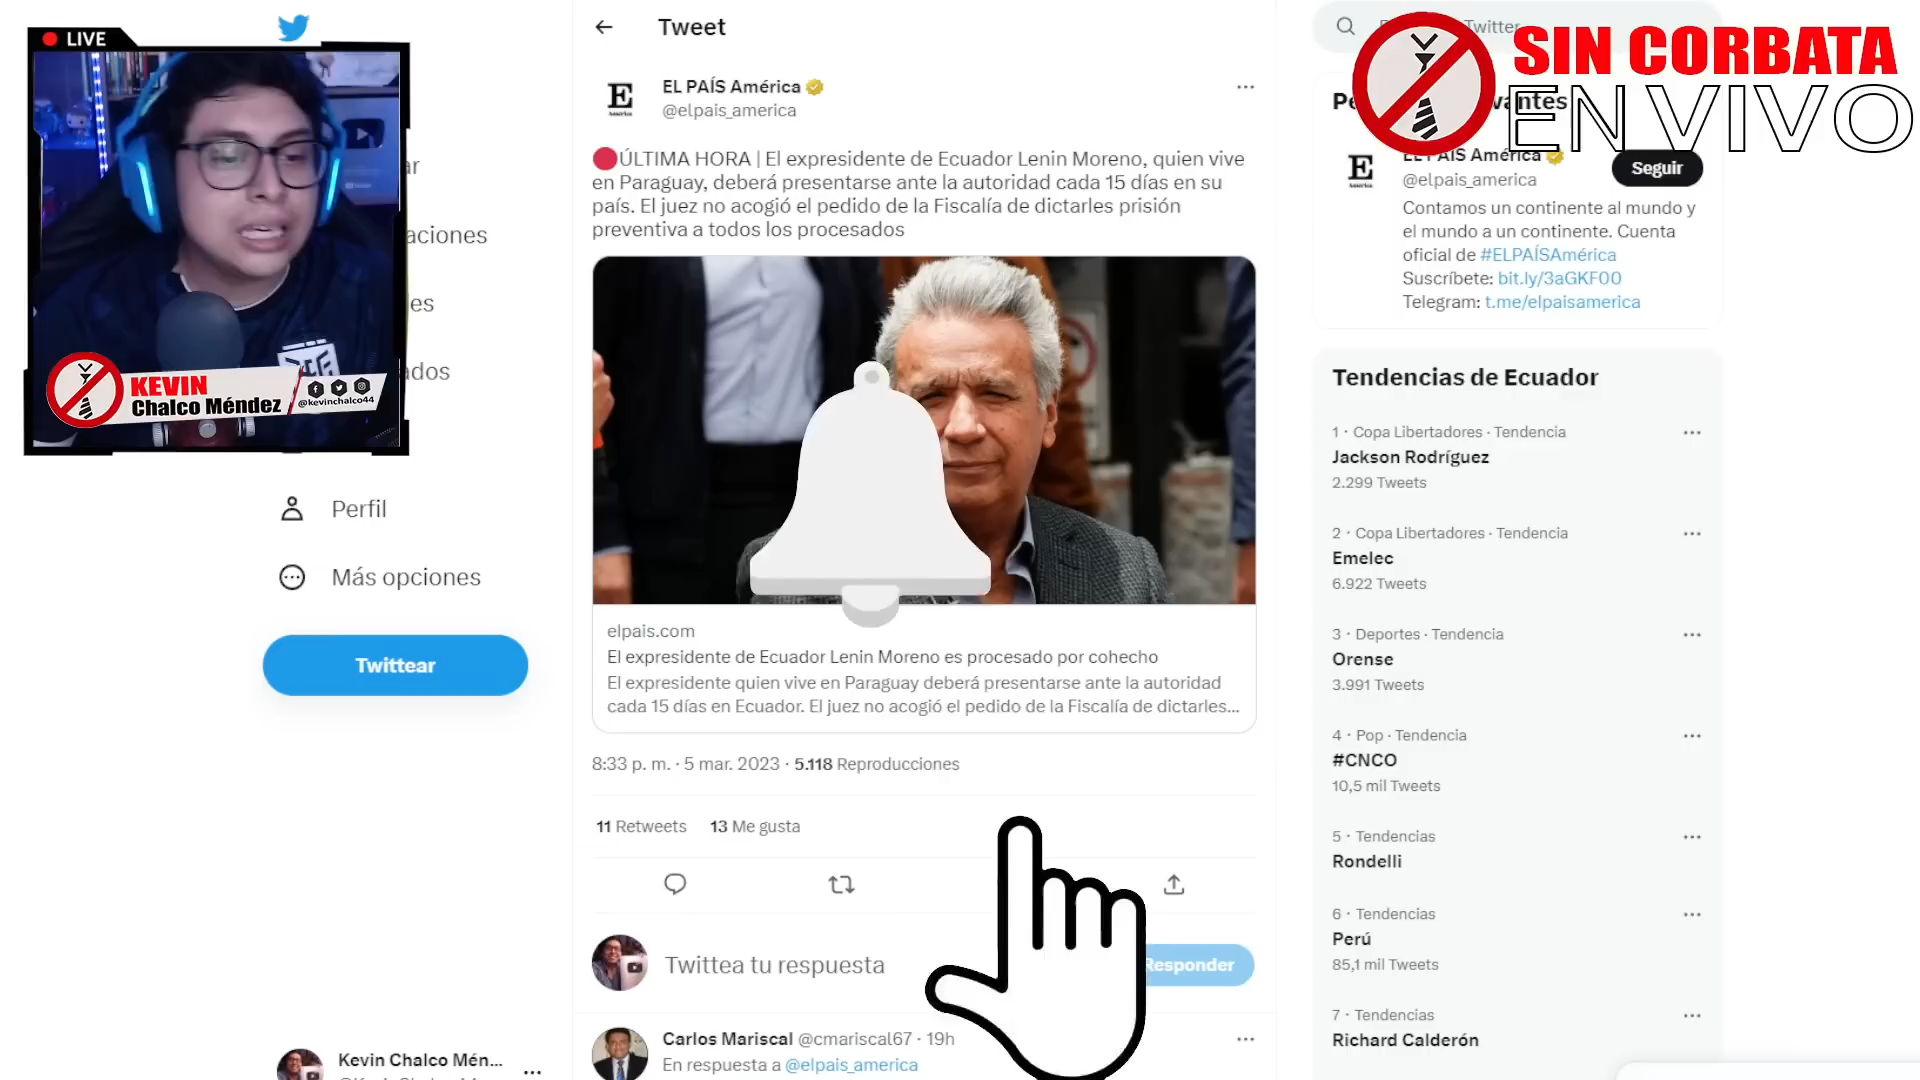 LIVE
KEVIN
Chalco Méndez
@kevinchalco44
aciones
es
ados
Perfil
Más opciones
Twittear
Kevin Chalco Mén...
Tweet
EL PAÍS América
@elpais_america
ÚLTIMA HORA | El expresidente de Ecuador Lenin Moreno, quien vive
en Paraguay, deberá presentarse ante la autoridad cada 15 días en su
país. El juez no acogió el pedido de la Fiscalía de dictarles prisión
preventiva a todos los procesados
elpais.com
El expresidente de Ecuador Lenin Moreno es procesado por cohecho
El expresidente quien vive en Paraguay deberá presentarse ante la autoridad
cada 15 días en Ecuador. El juez no acogió el pedido de la Fiscalía de dictarles...
8:33 p. m. · 5 mar. 2023 · 5.118 Reproducciones
11 Retweets 13 Me gusta
Twittea tu respuesta
Responder
Carlos Mariscal @cmariscal67 · 19h
En respuesta a @elpais_america
Twitter
SIN CORBATA
EN VIVO
vantes
E
América
EL PAÍS América
@elpais_america
Seguir
Contamos un continente al mundo y
el mundo a un continente. Cuenta
oficial de #ELPAÍSAmérica
Suscríbete: bit.ly/3aGKF00
Telegram: t.me/elpaisamerica
Tendencias de Ecuador
1 · Copa Libertadores · Tendencia
Jackson Rodríguez
2.299 Tweets
2 · Copa Libertadores · Tendencia
Emelec
6.922 Tweets
3 · Deportes · Tendencia
Orense
3.991 Tweets
4 · Pop · Tendencia
#CNCO
10,5 mil Tweets
5 · Tendencias
Rondelli
6 · Tendencias
Perú
85,1 mil Tweets
7 · Tendencias
Richard Calderón